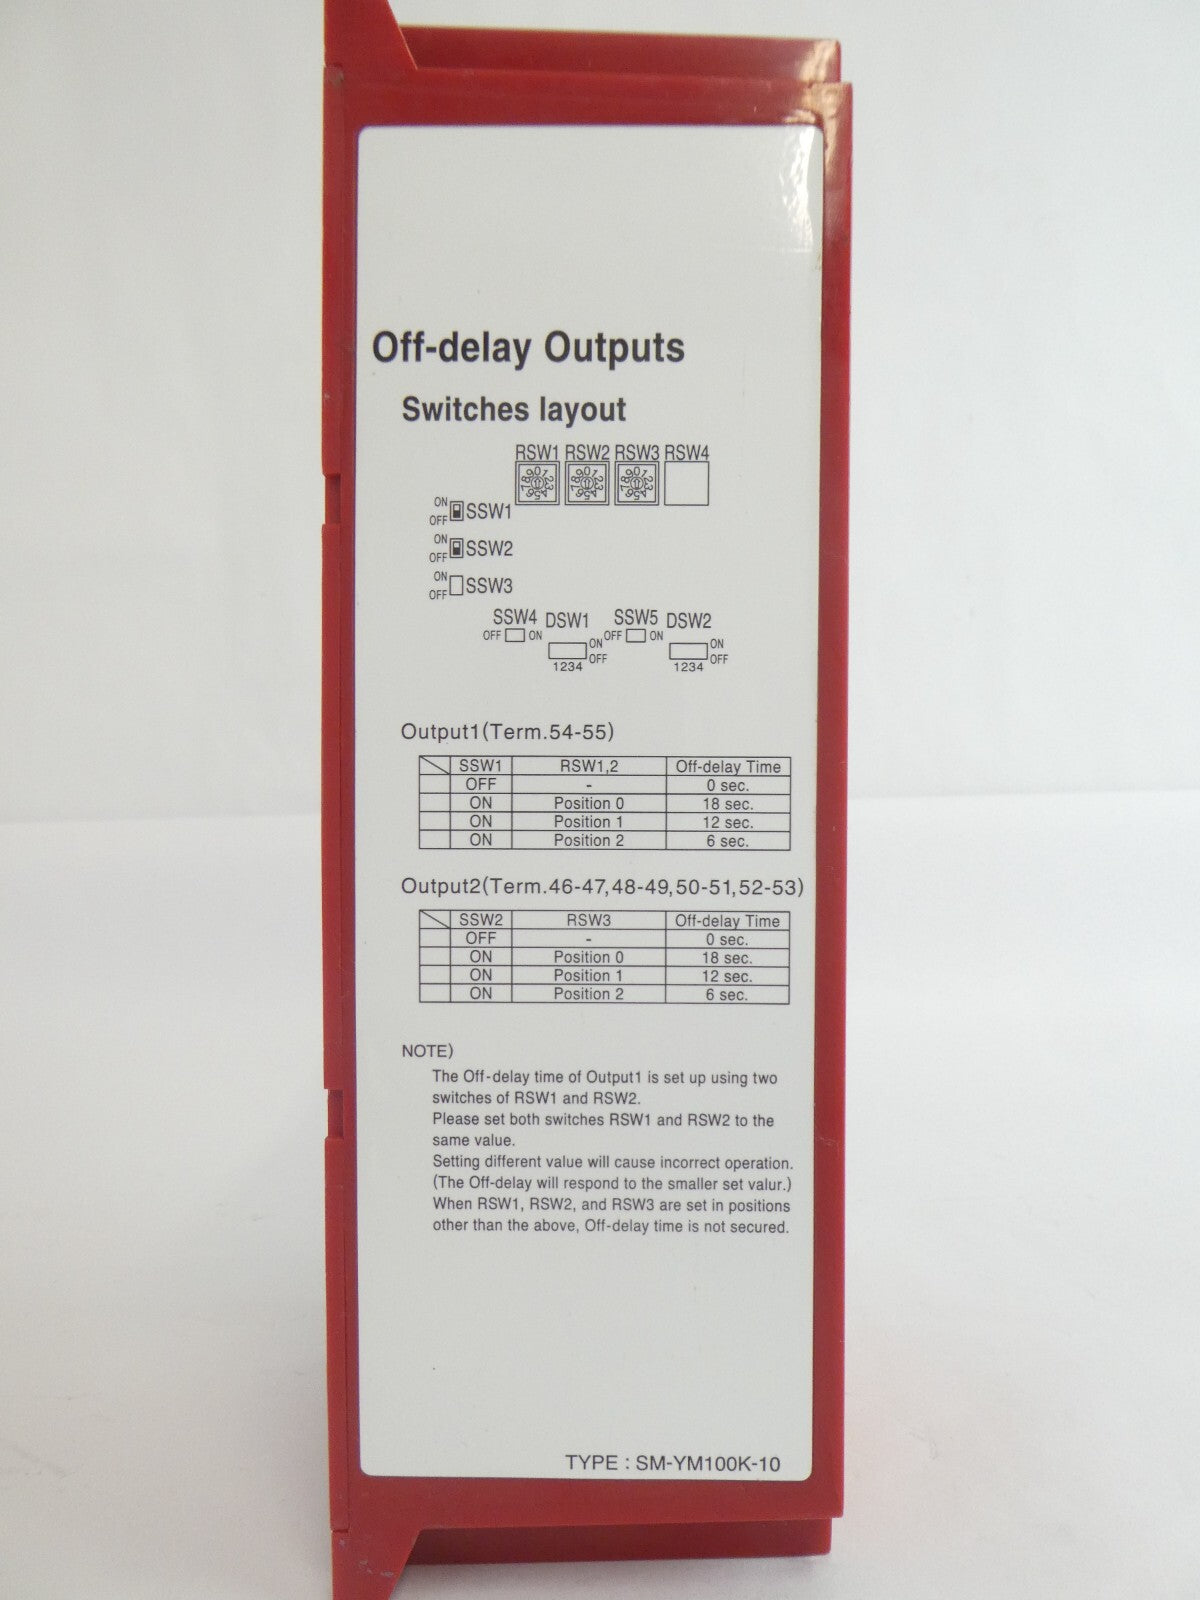 Off-delay Outputs
Switches layout
RSW1 RSW2 RSW3 RSW4
ON
OFF SSW1
ON
OFF SSW2
ON
OFF SSW3
SSW4 DSW1 SSW5 DSW2
OFF ON ON OFF ON ON
OFF OFF
1234 1234
Output1(Term.54-55)
SSW1 RSW1,2 Off-delay Time
OFF - 0 sec.
ON Position 0 18 sec.
ON Position 1 12 sec.
ON Position 2 6 sec.
Output2(Term.46-47,48-49,50-51,52-53)
SSW2 RSW3 Off-delay Time
OFF - 0 sec.
ON Position 0 18 sec.
ON Position 1 12 sec.
ON Position 2 6 sec.
NOTE)
The Off-delay time of Output1 is set up using two
switches of RSW1 and RSW2.
Please set both switches RSW1 and RSW2 to the
same value.
Setting different value will cause incorrect operation.
(The Off-delay will respond to the smaller set valur.)
When RSW1, RSW2, and RSW3 are set in positions
other than the above, Off-delay time is not secured.
TYPE : SM-YM100K-10